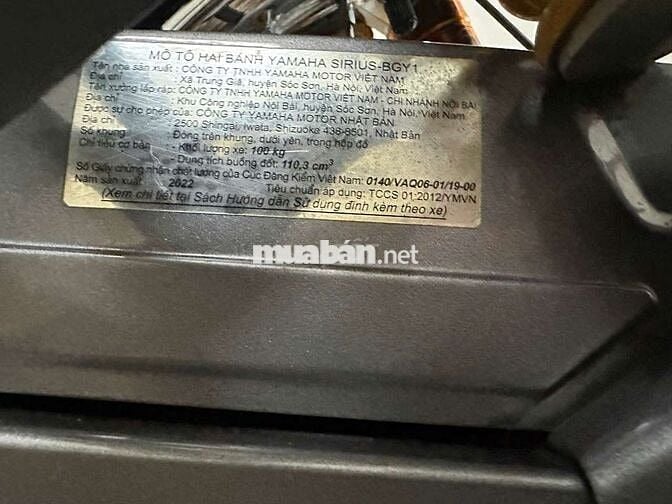 MÔ TÔ HAI BÁNH YAMAHA SIRIUS-BGY1
Tên nhà sản xuất : CÔNG TY TNHH YAMAHA MOTOR VIỆT NAM
Địa chỉ : Xã Trung Giã, huyện Sóc Sơn, Hà Nội, Việt Nam
Tên xưởng lắp ráp: CÔNG TY TNHH YAMAHA MOTOR VIỆT NAM - CHI NHÁNH NỘI BÀI
Địa chỉ : Khu Công nghiệp Nội Bài, huyện Sóc Sơn, Hà Nội, Việt Nam
Được sự cho phép của: CÔNG TY YAMAHA MOTOR NHẬT BẢN
Địa chỉ : 2500 Shingai, Iwata, Shizuoka 438-8501, Nhật Bản
Số khung : Đóng trên khung, dưới yên, trong hộp đồ
Chỉ tiêu cơ bản : - Khối lượng xe: 100 kg
- Dung tích buồng đốt: 110,3 cm³
Số Giấy chứng nhận chất lượng của Cục Đăng Kiểm Việt Nam: 0140/VAQ06-01/19-00
Năm sản xuất : 2022 Tiêu chuẩn áp dụng: TCCS 01:2012/YMVN
(Xem chi tiết tại Sách Hướng dẫn Sử dụng đính kèm theo xe)
muabán.net